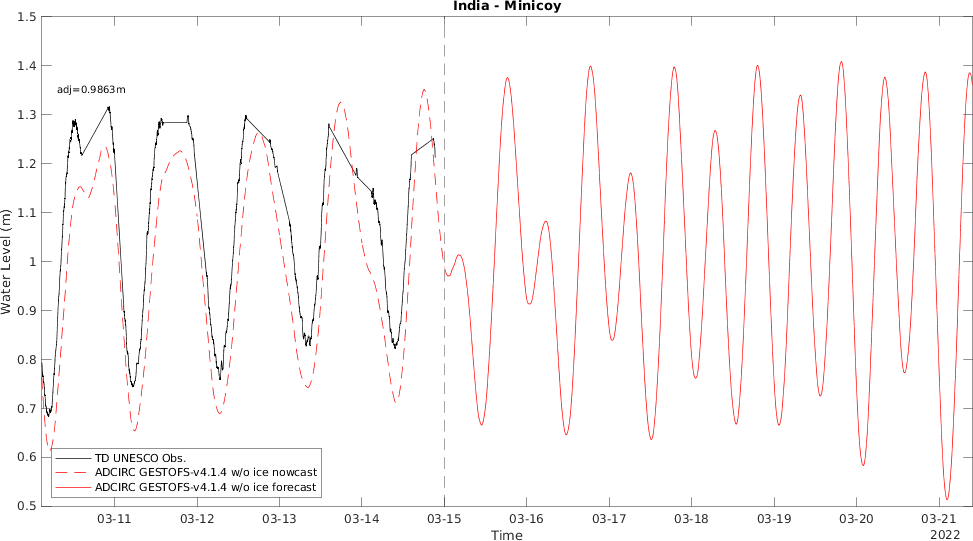 India - Minicoy
1.5
1.4
1.3
1.2
1.1
1
0.9
0.8
0.7
0.6
0.5
Water Level (m)
adj=0.9863m
TD UNESCO Obs.
ADCIRC GESTOFS-v4.1.4 w/o ice nowcast
ADCIRC GESTOFS-v4.1.4 w/o ice forecast
03-11 03-12 03-13 03-14 03-15 03-16 03-17 03-18 03-19 03-20 03-21
Time
2022